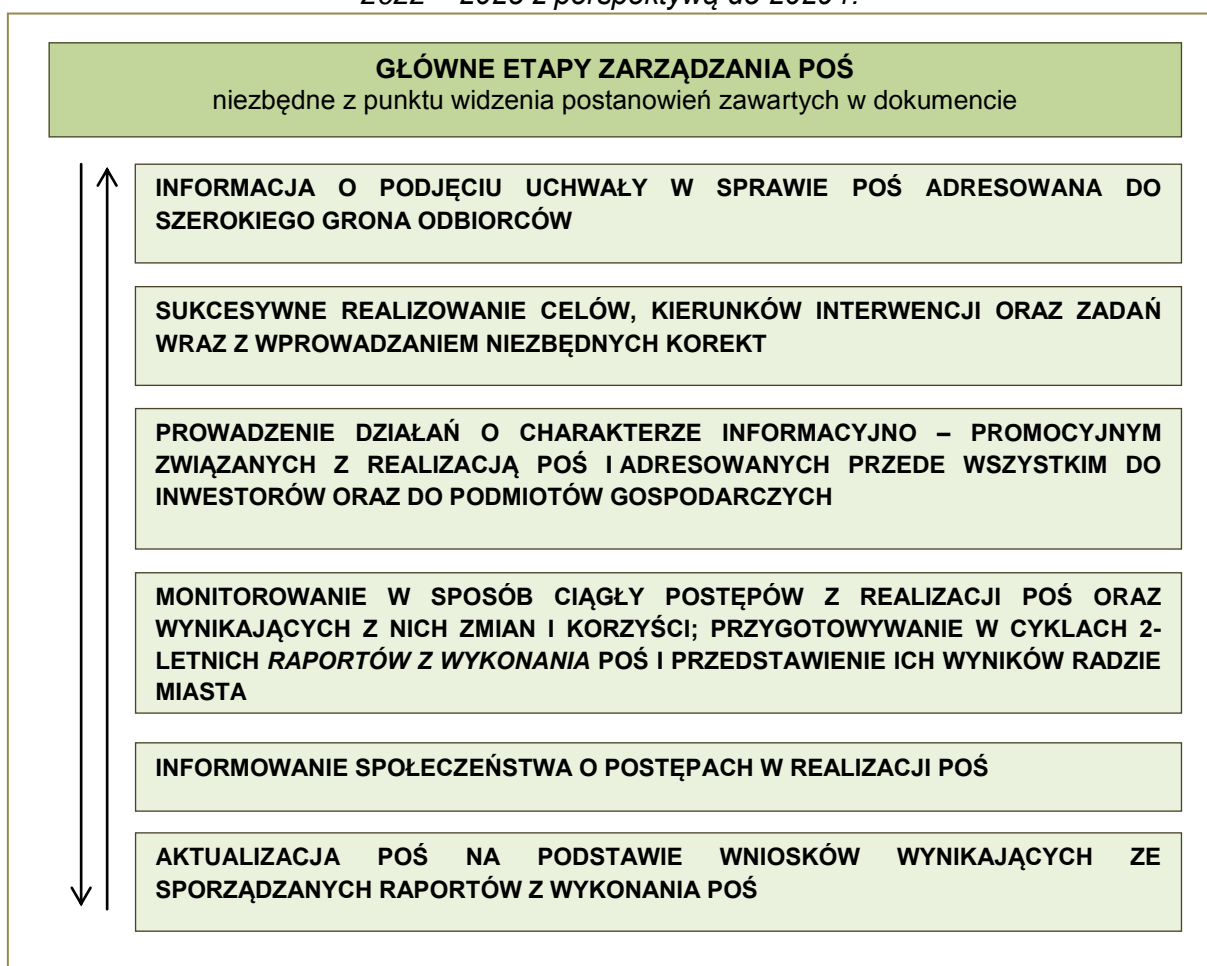 z perspektywą do
GŁÓWNE ETAPY ZARZĄDZANIA POŚ
niezbędne z punktu widzenia postanowień zawartych w dokumencie
INFORMACJA O PODJĘCIU UCHWAŁY W SPRAWIE POŚ ADRESOWANA DO
SZEROKIEGO GRONA ODBIORCÓW
SUKCESYWNE REALIZOWANIE CELÓW, KIERUNKÓW INTERWENCJI ORAZ ZADAŃ
WRAZ Z WPROWADZANIEM NIEZBĘDNYCH KOREKT
PROWADZENIE DZIAŁAŃ O CHARAKTERZE INFORMACYJNO – PROMOCYJNYM
ZWIĄZANYCH Z REALIZACJĄ POŚ I ADRESOWANYCH PRZEDE WSZYSTKIM DO
INWESTORÓW ORAZ DO PODMIOTÓW GOSPODARCZYCH
MONITOROWANIE W SPOSÓB CIĄGŁY POSTĘPÓW Z REALIZACJI POŚ ORAZ
WYNIKAJĄCYCH Z NICH ZMIAN I KORZYŚCI; PRZYGOTOWYWANIE W CYKLACH 2-
LETNICH RAPORTÓW Z WYKONANIA POŚ I PRZEDSTAWIENIE ICH WYNIKÓW RADZIE
MIASTA
INFORMOWANIE SPOŁECZEŃSTWA O POSTĘPACH W REALIZACJI POŚ
AKTUALIZACJA POŚ NA PODSTAWIE WNIOSKÓW WYNIKAJĄCYCH ZE
SPORZĄDZANYCH RAPORTÓW Z WYKONANIA POŚ